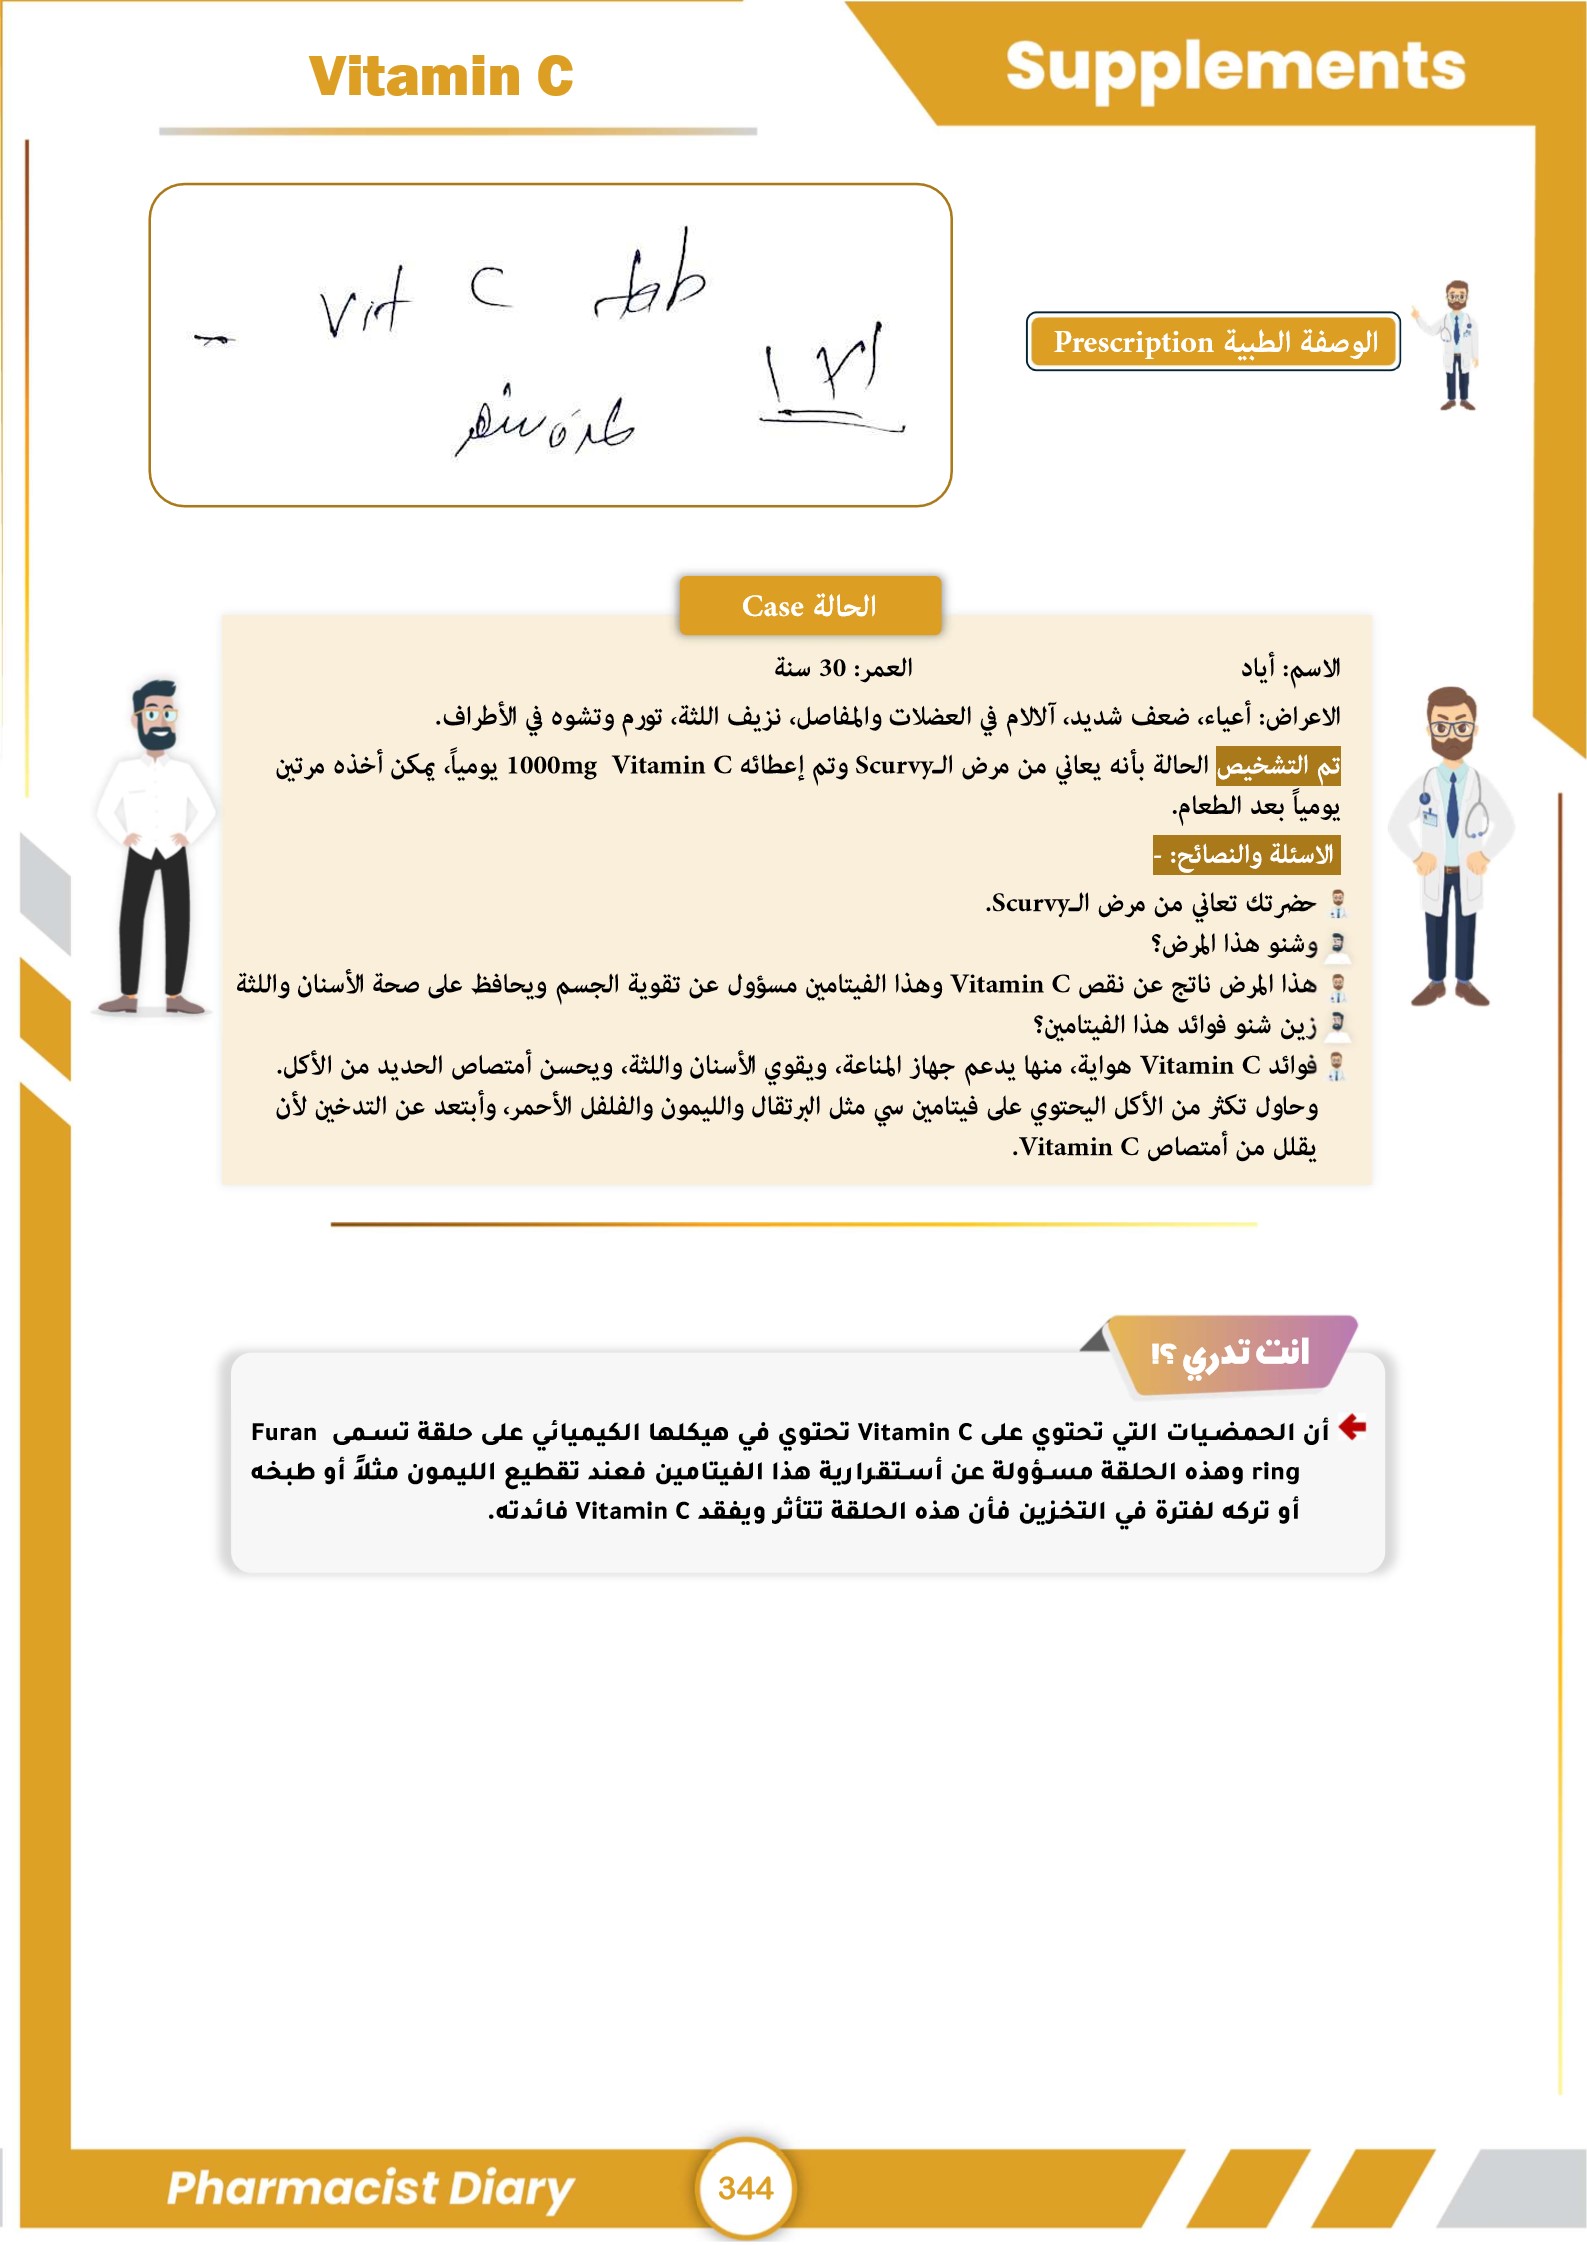 Vitamin C
Supplements
- Vit C tab
١×٢
الوصفة الطبية Prescription
الحالة Case
الاسم: أياد العمر: 30 سنة
الاعراض: أعياء، ضعف شديد، آلالام في العضلات والمفاصل، نزيف اللثة، تورم وتشوه في الأطراف.
تم التشخيص الحالة بأنه يعاني من مرض الـScurvy وتم إعطائه 1000mg Vitamin C يومياً، يمكن أخذه مرتين
يومياً بعد الطعام.
الاسئلة والنصائح: -
حضرتك تعاني من مرض الـScurvy.
وشنو هذا المرض؟
هذا المرض ناتج عن نقص Vitamin C وهذا الفيتامين مسؤول عن تقوية الجسم ويحافظ على صحة الأسنان واللثة
زين شنو فوائد هذا الفيتامين؟
فوائد Vitamin C هواية، منها يدعم جهاز المناعة، ويقوي الأسنان واللثة، ويحسن أمتصاص الحديد من الأكل.
وحاول تكثر من الأكل اليحتوي على فيتامين سي مثل البرتقال والليمون والفلفل الأحمر، وأبتعد عن التدخين لأن
يقلل من أمتصاص Vitamin C.
انت تدري ؟!
أن الحمضيات التي تحتوي على Vitamin C تحتوي في هيكلها الكيميائي على حلقة تسمى Furan
ring وهذه الحلقة مسؤولة عن أستقرارية هذا الفيتامين فعند تقطيع الليمون مثلاً أو طبخه
أو تركه لفترة في التخزين فأن هذه الحلقة تتأثر ويفقد Vitamin C فائدته.
Pharmacist Diary
344